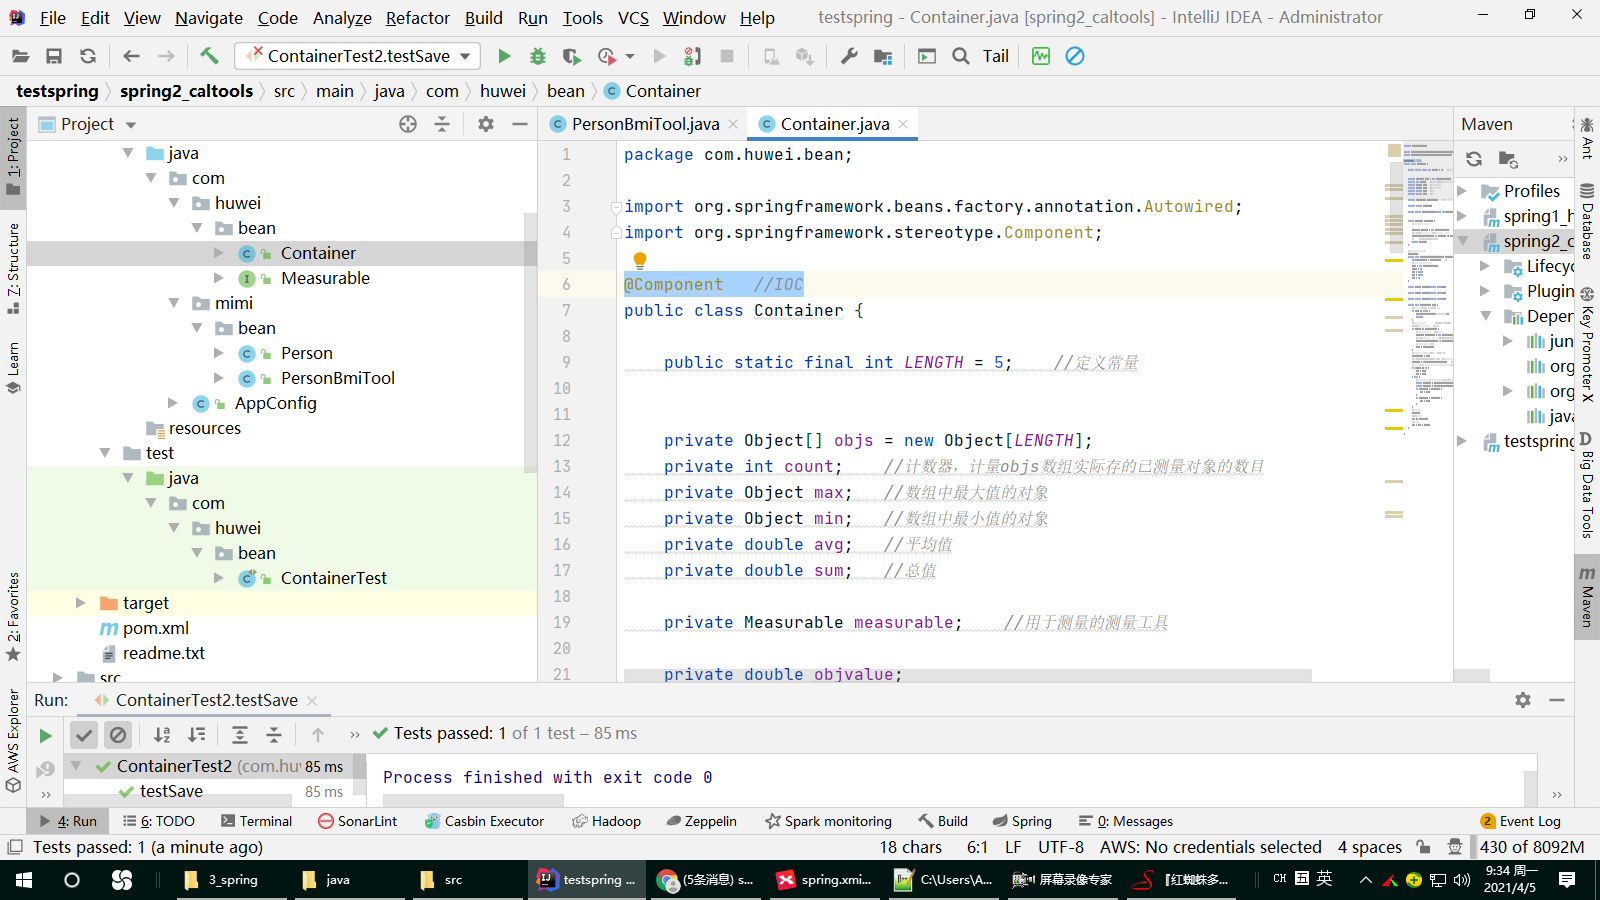 File Edit View Navigate Code Analyze Refactor Build Run Tools VCS Window Help testspring - Container.java [spring2_caltools] - IntelliJ IDEA - Administrator
ContainerTest2.testSave Tail
testspring spring2_caltools src main java com huwei bean Container
Project
PersonBmiTool.java Container.java
Maven
1: Project
Z: Structure
Learn
2: Favorites
AWS Explorer
java
com
huwei
bean
Container
Measurable
mimi
bean
Person
PersonBmiTool
AppConfig
resources
test
java
com
huwei
bean
ContainerTest
target
pom.xml
readme.txt
src
1 package com.huwei.bean;
2
3 import org.springframework.beans.factory.annotation.Autowired;
4 import org.springframework.stereotype.Component;
5
6 @Component //IOC
7 public class Container {
8
9 public static final int LENGTH = 5; //定义常量
10
11
12 private Object[] objs = new Object[LENGTH];
13 private int count; //计数器，计量objs数组实际存的已测量对象的数目
14 private Object max; //数组中最大值的对象
15 private Object min; //数组中最小值的对象
16 private double avg; //平均值
17 private double sum; //总值
18
19 private Measurable measurable; //用于测量的测量工具
20
21 private double objvalue;
Profiles
spring1_h
spring2_c
Lifecyc
Plugin
Depen
jun
org
org
java
testspring
Ant
Database
Key Promoter X
Big Data Tools
Maven
Run: ContainerTest2.testSave
Tests passed: 1 of 1 test – 85 ms
ContainerTest2 (com.hu 85 ms
testSave 85 ms
Process finished with exit code 0
4: Run 6: TODO Terminal SonarLint Casbin Executor Hadoop Zeppelin Spark monitoring Build Spring 0: Messages 2 Event Log
Tests passed: 1 (a minute ago) 18 chars 6:1 LF UTF-8 AWS: No credentials selected 4 spaces 430 of 8092M
3_spring java src testspring ... (5条消息) s... spring.xmi... C:\Users\A... 屏幕录像专家 『红蜘蛛多... CH 五 英 9:34 周一
2021/4/5